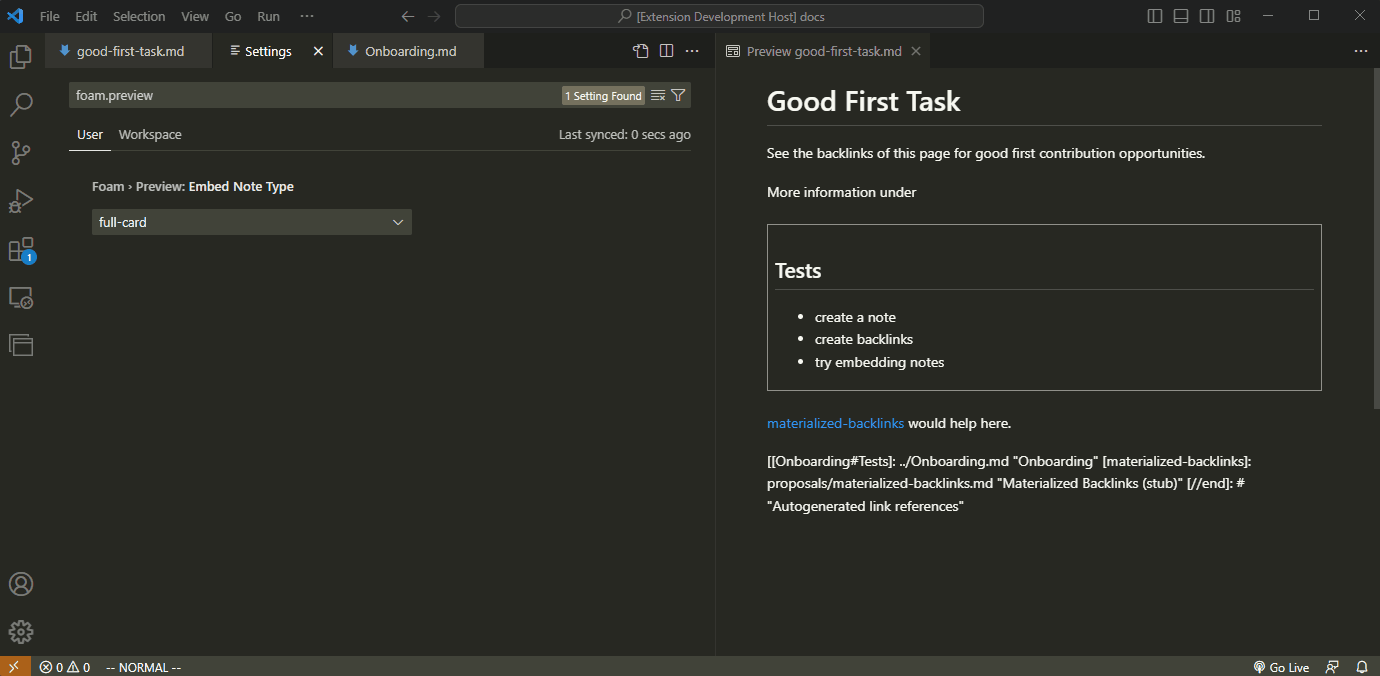 File Edit Selection View Go Run ···
[Extension Development Host] docs
good-first-task.md
Settings
Onboarding.md
Preview good-first-task.md
foam.preview
1 Setting Found
User Workspace
Last synced: 0 secs ago
Foam › Preview: Embed Note Type
full-card
1
Good First Task
See the backlinks of this page for good first contribution opportunities.
More information under
Tests
• create a note
• create backlinks
• try embedding notes
materialized-backlinks would help here.
[[Onboarding#Tests]: ../Onboarding.md "Onboarding" [materialized-backlinks]:
proposals/materialized-backlinks.md "Materialized Backlinks (stub)" [//end]: #
"Autogenerated link references"
0 0 -- NORMAL --
Go Live